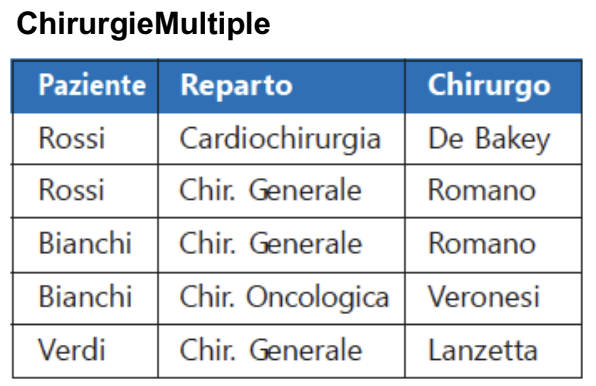 ChirurgieMultiple
Paziente Reparto Chirurgo
Rossi Cardiochirurgia De Bakey
Rossi Chir. Generale Romano
Bianchi Chir. Generale Romano
Bianchi Chir. Oncologica Veronesi
Verdi Chir. Generale Lanzetta